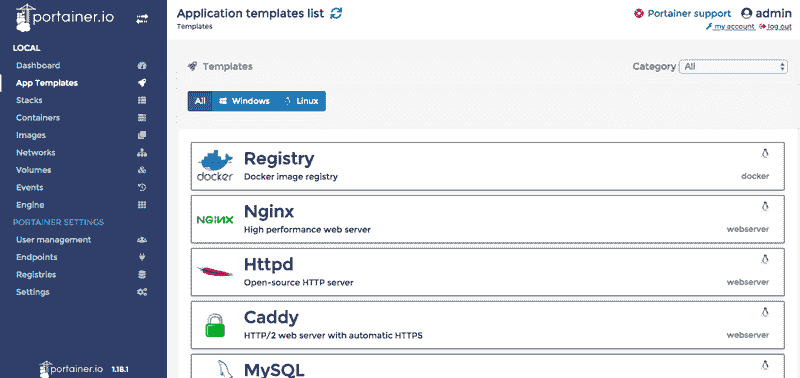 portainer.io
LOCAL
Dashboard
App Templates
Stacks
Containers
Images
Networks
Volumes
Events
Engine
PORTAINER SETTINGS
User management
Endpoints
Registries
Settings
portainer.io 1.18.1
Application templates list
Templates
Portainer support admin
my account log out
Templates
Category All
All Windows Linux
docker
Registry
Docker image registry
docker
NGINX
Nginx
High performance web server
webserver
Httpd
Open-source HTTP server
webserver
Caddy
HTTP/2 web server with automatic HTTPS
webserver
MySQL